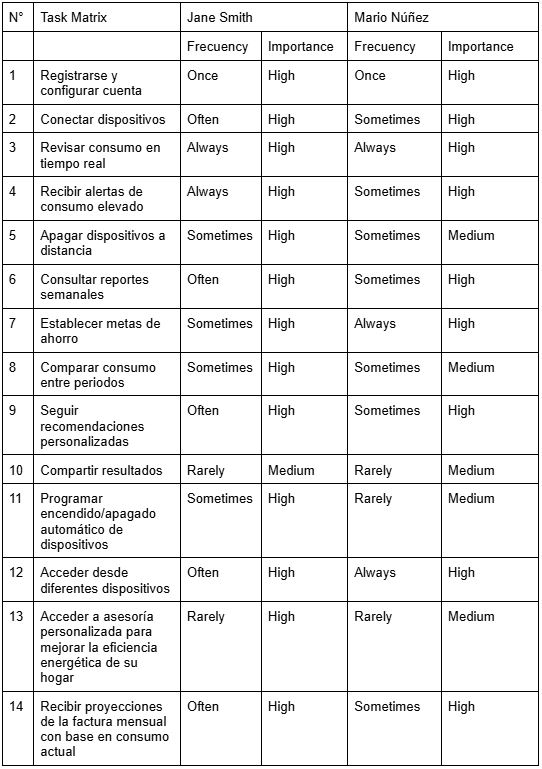 N° Task Matrix Jane Smith Mario Núñez
Frecuency Importance Frecuency Importance
1 Registrarse y Once High Once High
configurar cuenta
2 Conectar dispositivos Often High Sometimes High
3 Revisar consumo en Always High Always High
tiempo real
4 Recibir alertas de Always High Sometimes High
consumo elevado
5 Apagar dispositivos a Sometimes High Sometimes Medium
distancia
6 Consultar reportes Often High Sometimes High
semanales
7 Establecer metas de Sometimes High Always High
ahorro
8 Comparar consumo Sometimes High Sometimes Medium
entre periodos
9 Seguir Often High Sometimes High
recomendaciones
personalizadas
10 Compartir resultados Rarely Medium Rarely Medium
11 Programar Sometimes High Rarely Medium
encendido/apagado
automático de
dispositivos
12 Acceder desde Often High Always High
diferentes dispositivos
13 Acceder a asesoría Rarely High Rarely Medium
personalizada para
mejorar la eficiencia
energética de su
hogar
14 Recibir proyecciones Often High Sometimes High
de la factura mensual
con base en consumo
actual